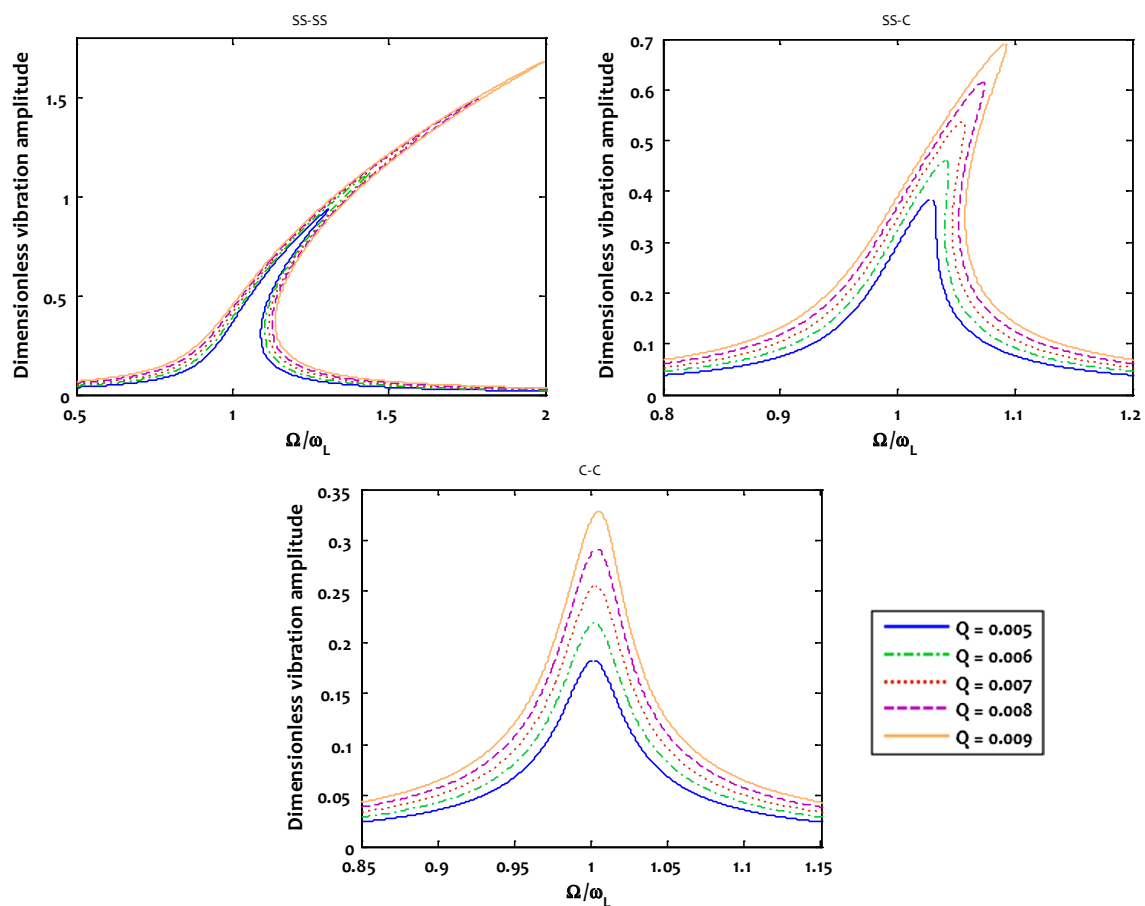 SS-SS
Dimensionless vibration amplitude
1.5
1
0.5
0
0.5
1
1.5
2
Ω/ω_L
SS-C
Dimensionless vibration amplitude
0.7
0.6
0.5
0.4
0.3
0.2
0.1
0
0.8
0.9
1
1.1
1.2
Ω/ω_L
C-C
Dimensionless vibration amplitude
0.35
0.3
0.25
0.2
0.15
0.1
0.05
0
0.85
0.9
0.95
1
1.05
1.1
1.15
Ω/ω_L
Q = 0.005
Q = 0.006
Q = 0.007
Q = 0.008
Q = 0.009